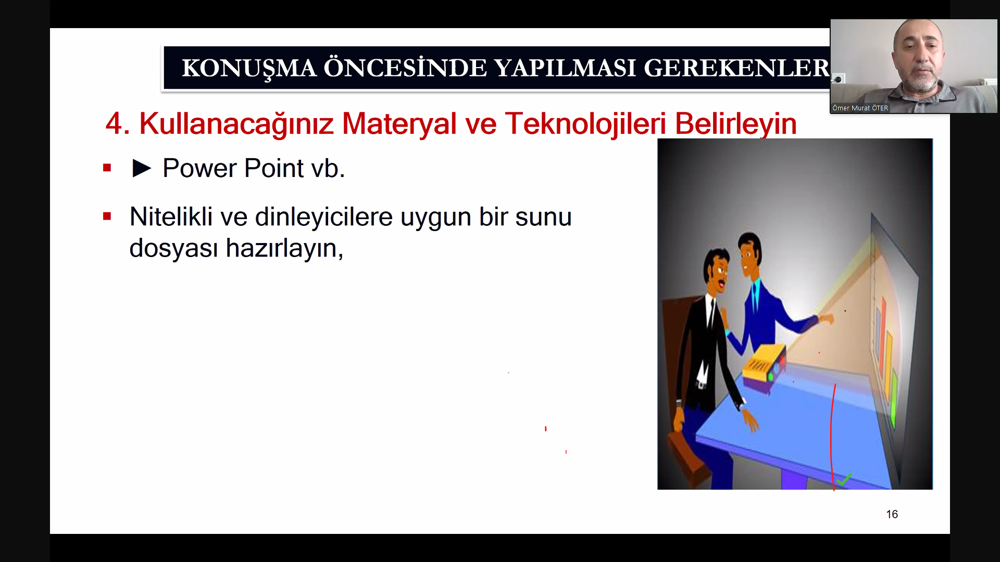 KONUŞMA ÖNCESİNDE YAPILMASI GEREKENLER
Ömer Murat ÖTER
4. Kullanacağınız Materyal ve Teknolojileri Belirleyin
► Power Point vb.
Nitelikli ve dinleyicilere uygun bir sunu
dosyası hazırlayın,
16